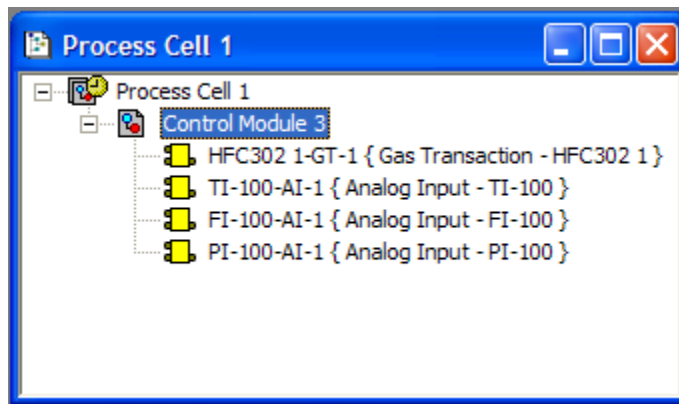 Process Cell 1
Process Cell 1
Control Module 3
HFC302 1-GT-1 { Gas Transaction - HFC302 1 }
TI-100-AI-1 { Analog Input - TI-100 }
FI-100-AI-1 { Analog Input - FI-100 }
PI-100-AI-1 { Analog Input - PI-100 }